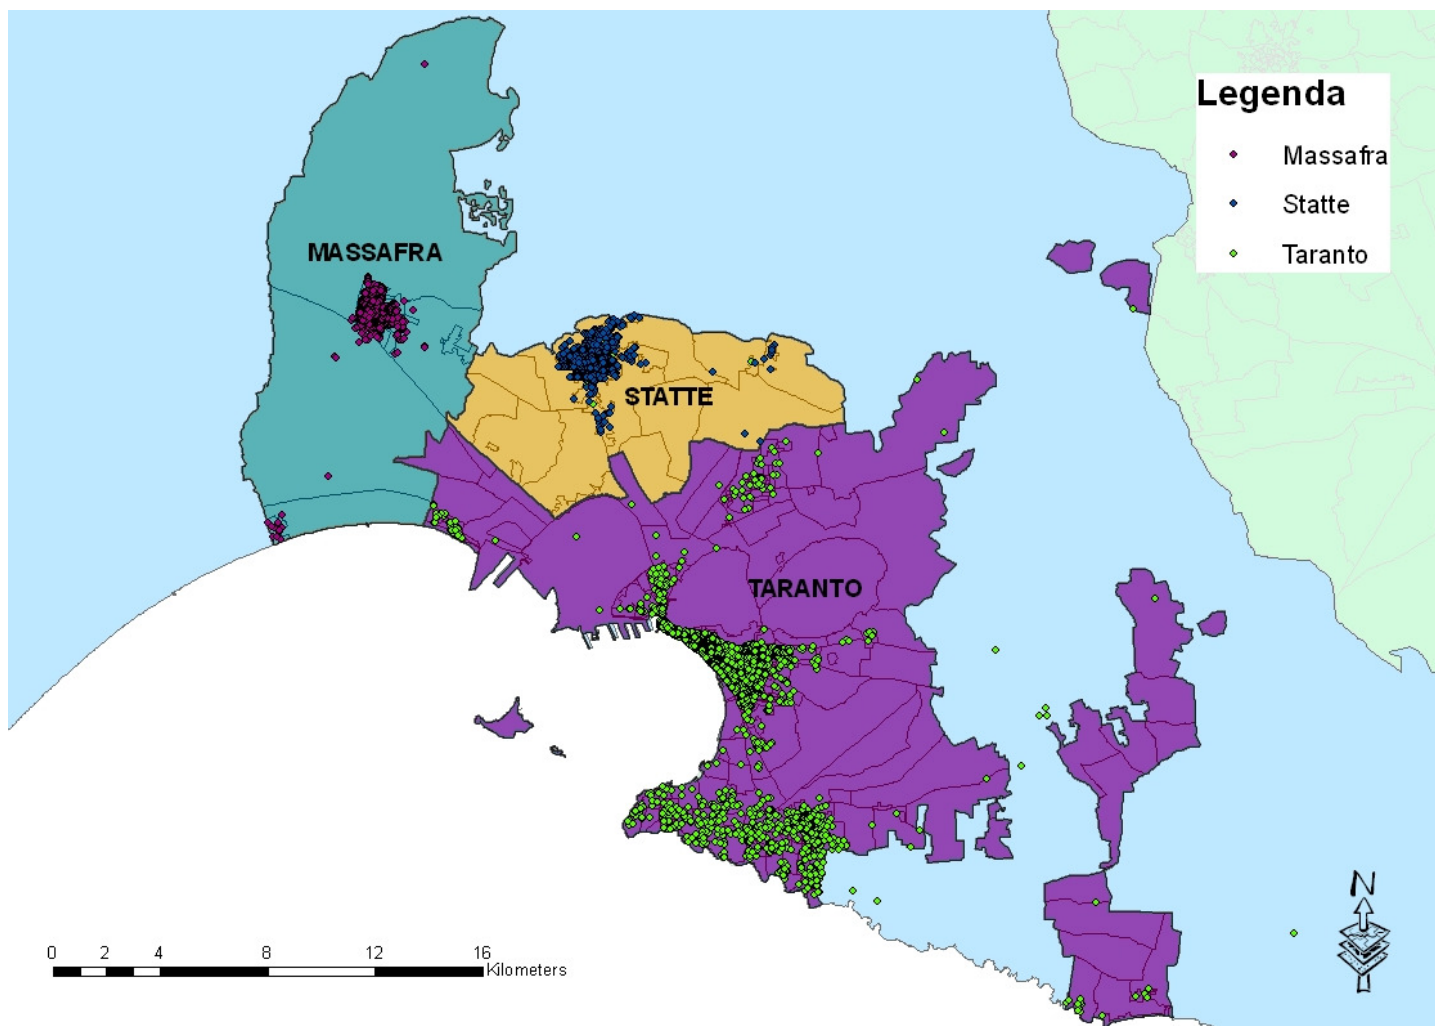 Legenda
Massafra
Statte
Taranto
MASSAFRA
STATTE
TARANTO
N
0 2 4 8 12 16
Kilometers